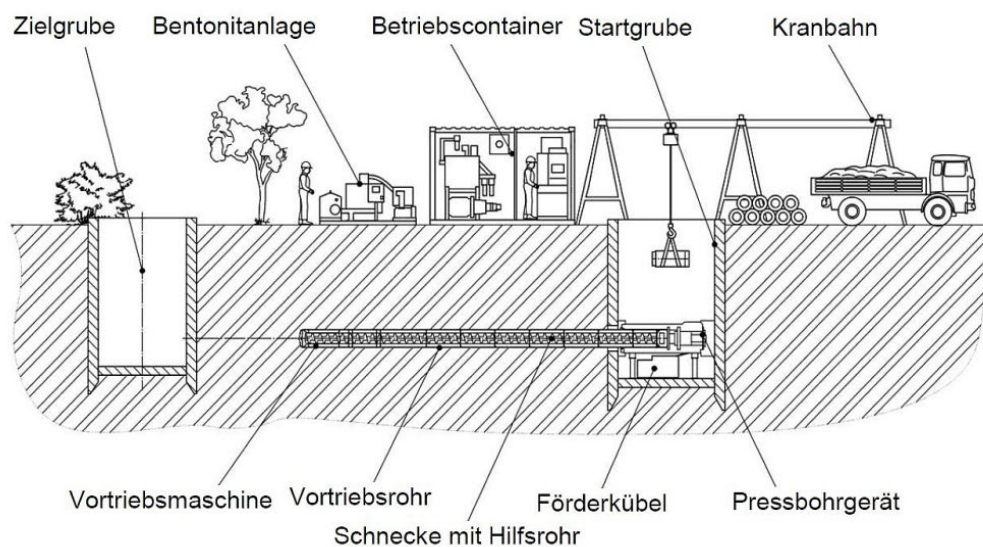 Zielgrube
Bentonitanlage
Betriebscontainer
Startgrube
Kranbahn
Vortriebsmaschine
Vortriebsrohr
Schnecke mit Hilfsrohr
Förderkübel
Pressbohrgerät